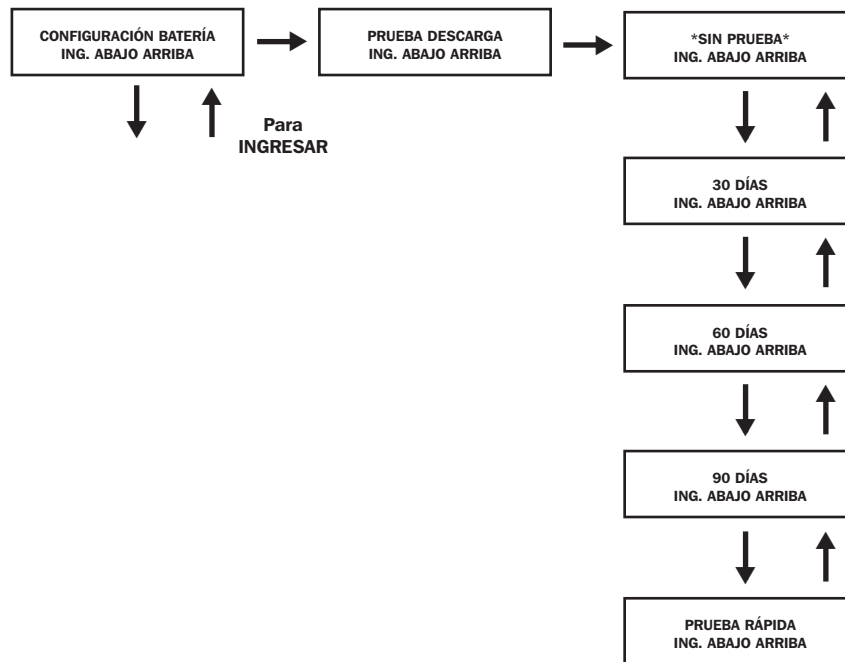 CONFIGURACIÓN BATERÍA
ING. ABAJO ARRIBA
PRUEBA DESCARGA
ING. ABAJO ARRIBA
*SIN PRUEBA*
ING. ABAJO ARRIBA
Para
INGRESAR
30 DÍAS
ING. ABAJO ARRIBA
60 DÍAS
ING. ABAJO ARRIBA
90 DÍAS
ING. ABAJO ARRIBA
PRUEBA RÁPIDA
ING. ABAJO ARRIBA